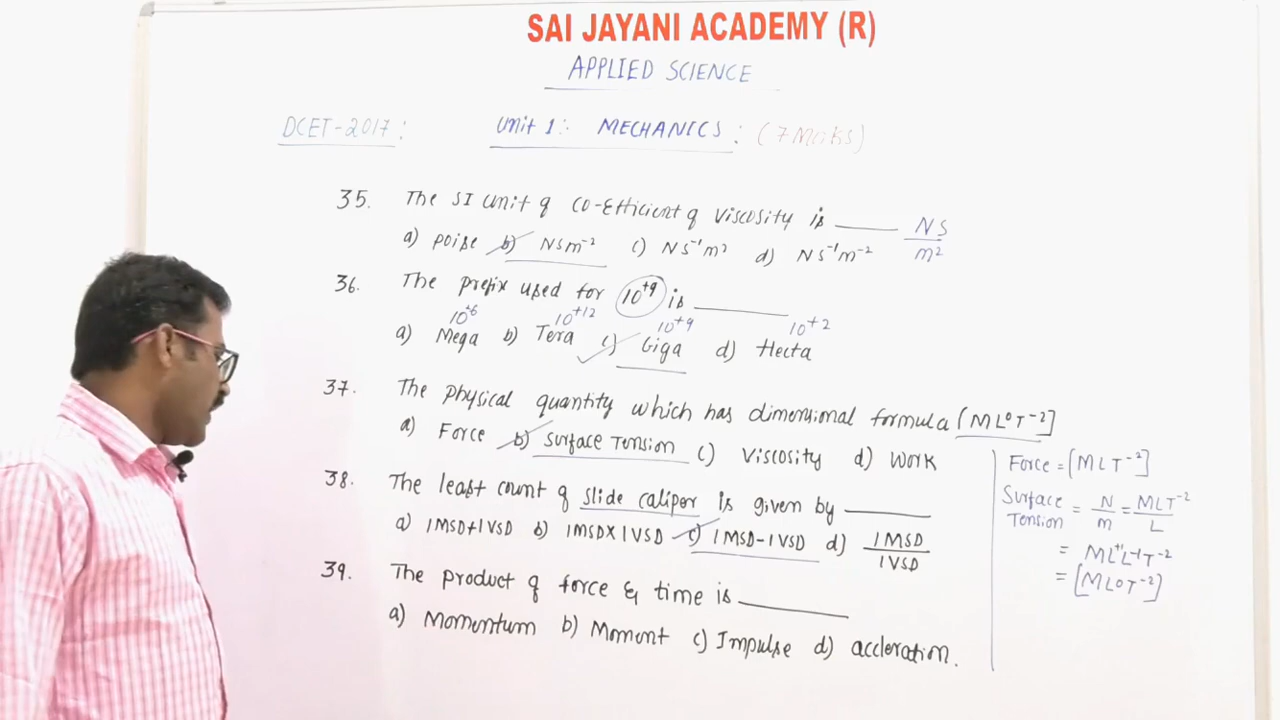 SAI JAYANI ACADEMY (R)
APPLIED SCIENCE
DCET-2017: Unit 1:- MECHANICS: (7 Marks)
35. The SI unit of co-Efficient of viscosity is ______ NS/m²
a) poise b) NSm⁻² c) NS⁻¹m² d) NS⁻¹m⁻²
36. The prefix used for 10⁺⁹ is ______
10⁺⁶ 10⁺¹² 10⁺⁹ 10⁺²
a) Mega b) Tera c) Giga d) Hecta
37. The physical quantity which has dimensional formula [ML⁰T⁻²]
a) Force b) surface Tension c) Viscosity d) work
38. The least count of slide caliper is given by ______
a) 1MSD+1VSD b) 1MSDX1VSD c) 1MSD-1VSD d) 1MSD/1VSD
39. The product of force & time is ______
a) Momentum b) Moment c) Impulse d) accleration.
Force = [MLT⁻²]
Surface Tension = N/m = MLT⁻²/L
= ML⁺¹L⁻¹T⁻²
= [ML⁰T⁻²]